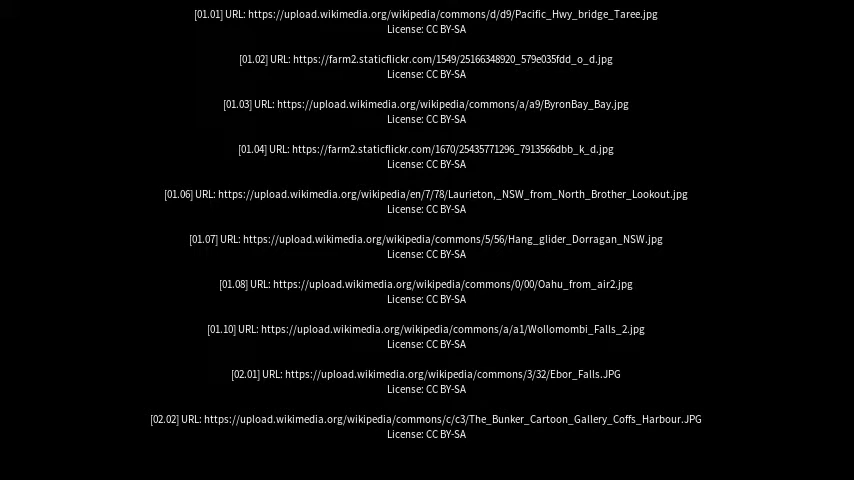 [01.01] URL: https://upload.wikimedia.org/wikipedia/commons/d/d9/Pacific_Hwy_bridge_Taree.jpg
License: CC BY-SA
[01.02] URL: https://farm2.staticflickr.com/1549/25166348920_579e035fdd_o_d.jpg
License: CC BY-SA
[01.03] URL: https://upload.wikimedia.org/wikipedia/commons/a/a9/ByronBay_Bay.jpg
License: CC BY-SA
[01.04] URL: https://farm2.staticflickr.com/1670/25435771296_7913566dbb_k_d.jpg
License: CC BY-SA
[01.06] URL: https://upload.wikimedia.org/wikipedia/en/7/78/Laurieton,_NSW_from_North_Brother_Lookout.jpg
License: CC BY-SA
[01.07] URL: https://upload.wikimedia.org/wikipedia/commons/5/56/Hang_glider_Dorragan_NSW.jpg
License: CC BY-SA
[01.08] URL: https://upload.wikimedia.org/wikipedia/commons/0/00/Oahu_from_air2.jpg
License: CC BY-SA
[01.10] URL: https://upload.wikimedia.org/wikipedia/commons/a/a1/Wollomombi_Falls_2.jpg
License: CC BY-SA
[02.01] URL: https://upload.wikimedia.org/wikipedia/commons/3/32/Ebor_Falls.JPG
License: CC BY-SA
[02.02] URL: https://upload.wikimedia.org/wikipedia/commons/c/c3/The_Bunker_Cartoon_Gallery_Coffs_Harbour.JPG
License: CC BY-SA